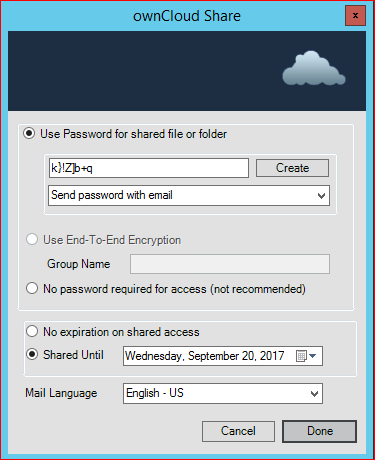 ownCloud Share
x
Use Password for shared file or folder
k}!Z]b+q
Create
Send password with email
Use End-To-End Encryption
Group Name
No password required for access (not recommended)
No expiration on shared access
Shared Until
Wednesday, September 20, 2017
Mail Language
English - US
Cancel
Done